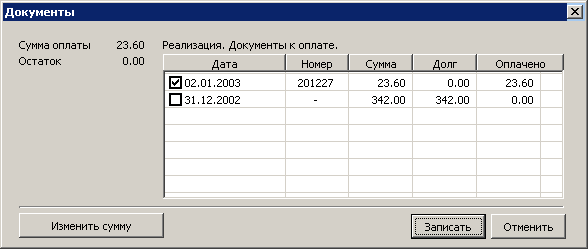 Документы
Сумма оплаты 23.60 Реализация. Документы к оплате.
Остаток 0.00
Дата Номер Сумма Долг Оплачено
02.01.2003 201227 23.60 0.00 23.60
31.12.2002 - 342.00 342.00 0.00
Изменить сумму Записать Отменить